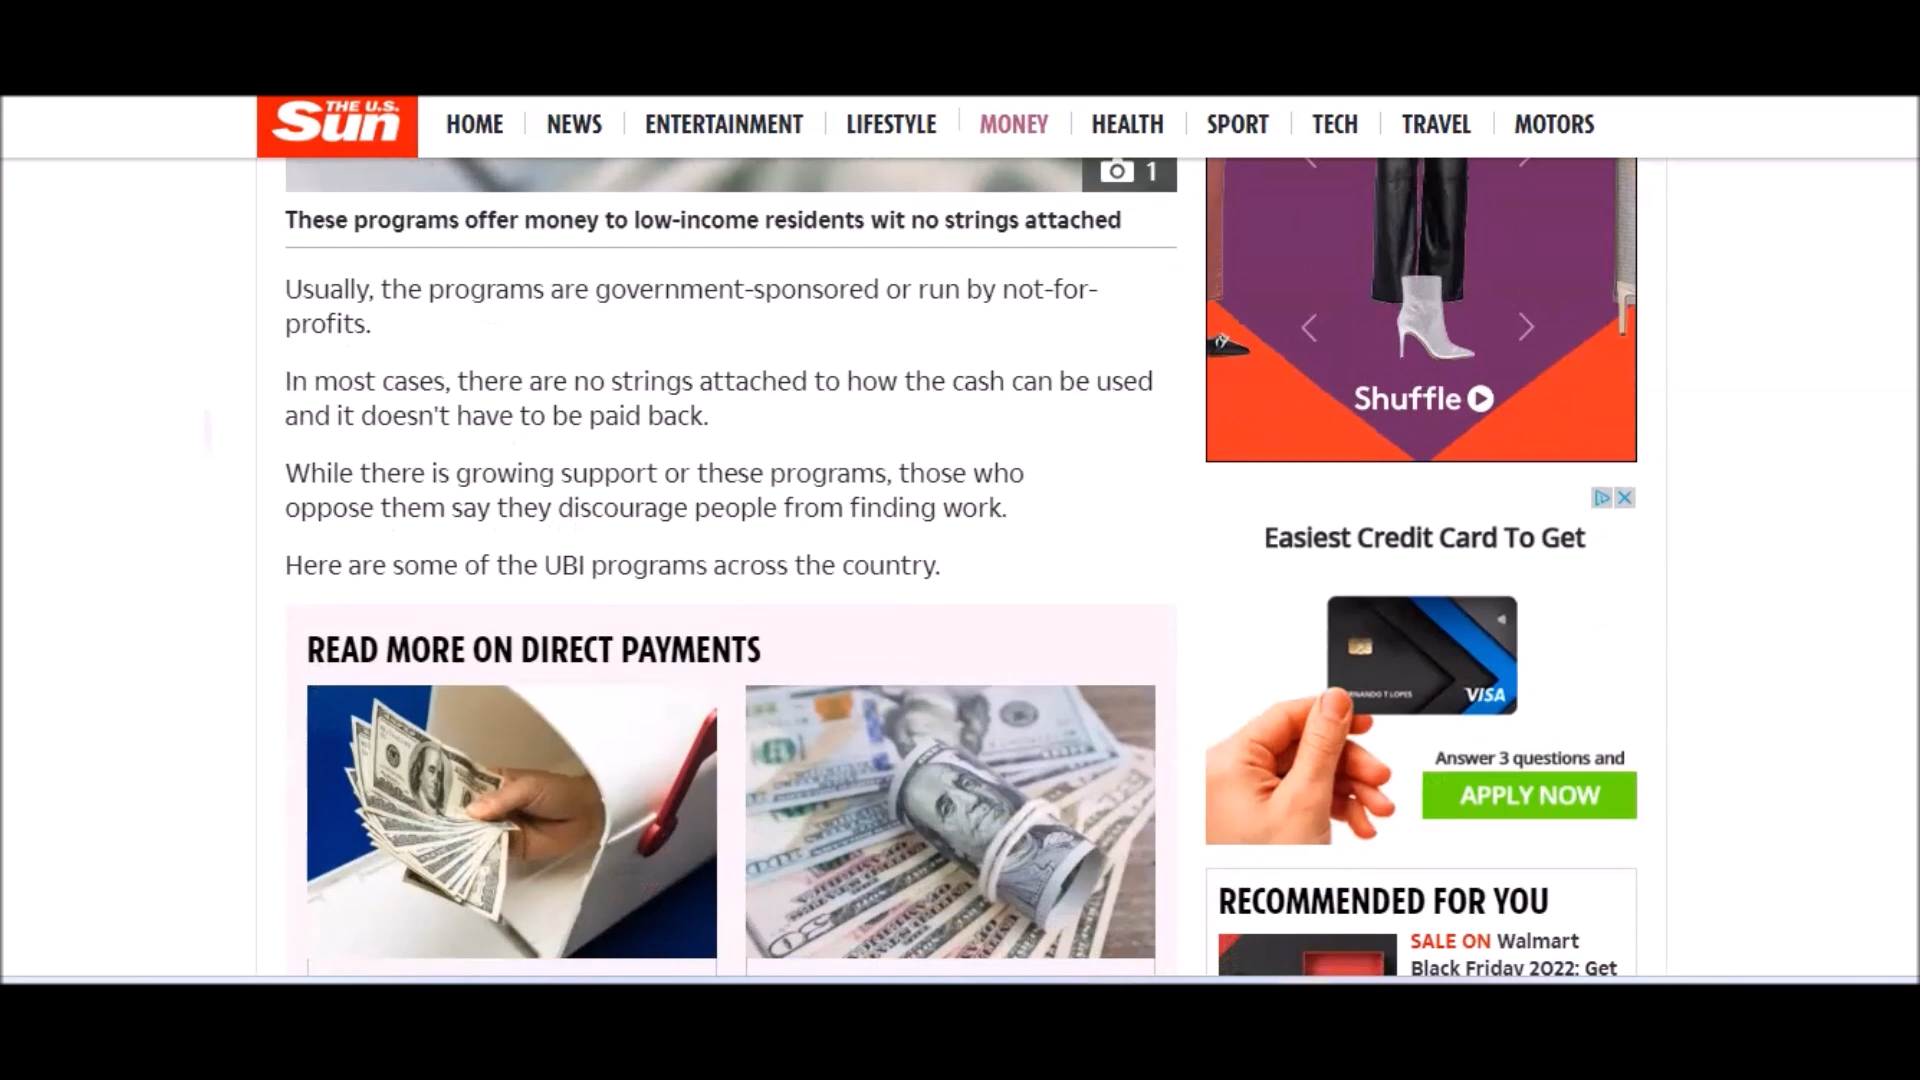 THE U.S.
Sun
HOME
NEWS
ENTERTAINMENT
LIFESTYLE
MONEY
HEALTH
SPORT
TECH
TRAVEL
MOTORS
1
These programs offer money to low-income residents wit no strings attached
Usually, the programs are government-sponsored or run by not-for-
profits.
In most cases, there are no strings attached to how the cash can be used
and it doesn't have to be paid back.
While there is growing support or these programs, those who
oppose them say they discourage people from finding work.
Here are some of the UBI programs across the country.
READ MORE ON DIRECT PAYMENTS
Shuffle
Easiest Credit Card To Get
VISA
Answer 3 questions and
APPLY NOW
RECOMMENDED FOR YOU
SALE ON Walmart
Black Friday 2022: Get